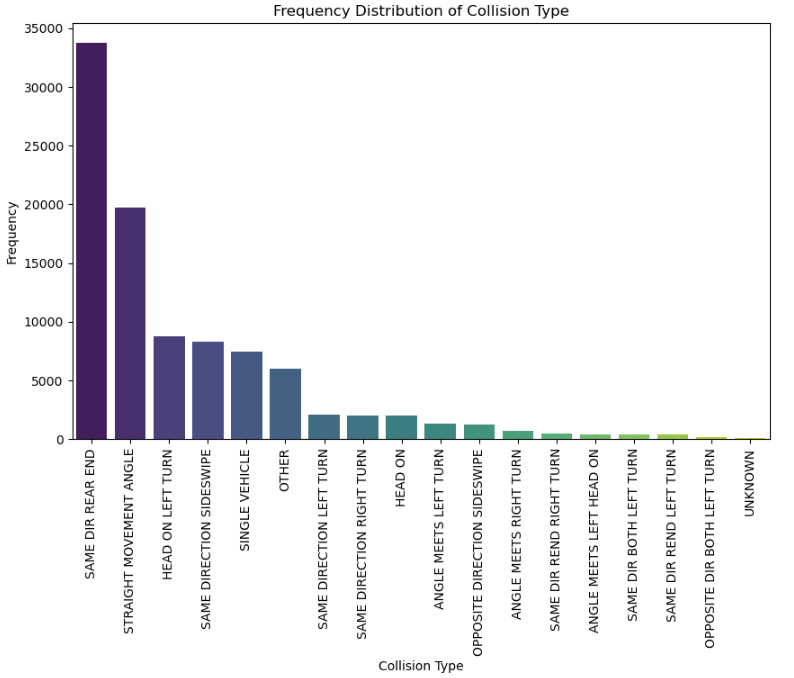 Frequency Distribution of Collision Type
Frequency
35000
30000
25000
20000
15000
10000
5000
0
SAME DIR REAR END
STRAIGHT MOVEMENT ANGLE
HEAD ON LEFT TURN
SAME DIRECTION SIDESWIPE
SINGLE VEHICLE
OTHER
SAME DIRECTION LEFT TURN
SAME DIRECTION RIGHT TURN
HEAD ON
ANGLE MEETS LEFT TURN
OPPOSITE DIRECTION SIDESWIPE
ANGLE MEETS RIGHT TURN
SAME DIR REND RIGHT TURN
ANGLE MEETS LEFT HEAD ON
SAME DIR BOTH LEFT TURN
SAME DIR REND LEFT TURN
OPPOSITE DIR BOTH LEFT TURN
UNKNOWN
Collision Type